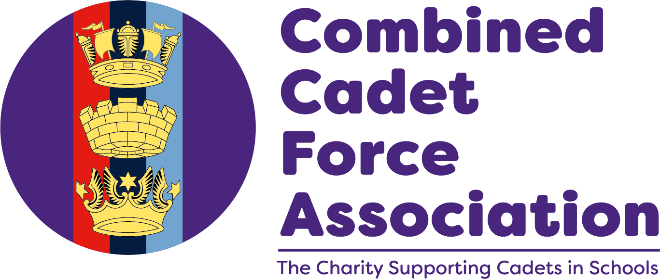 Combined
Cadet
Force
Association
The Charity Supporting Cadets in Schools